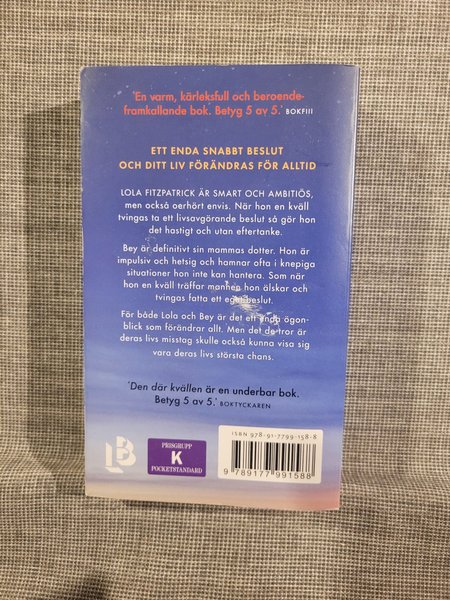 'En varm, kärleksfull och beroende-
framkallande bok. Betyg 5 av 5.' BOKFIII
ETT ENDA SNABBT BESLUT
OCH DITT LIV FÖRÄNDRAS FÖR ALLTID
LOLA FITZPATRICK ÄR SMART OCH AMBITIÖS,
men också oerhört envis. När hon en kväll
tvingas ta ett livsavgörande beslut så gör hon
det hastigt och utan eftertanke.
Bey är definitivt sin mammas dotter. Hon är
impulsiv och hetsig och hamnar ofta i knepiga
situationer hon inte kan hantera. Som när
hon en kväll träffar mannen hon älskar och
tvingas fatta ett eget beslut.
För både Lola och Bey är det ett enda ögon-
blick som förändrar allt. Men det de tror är
deras livs misstag skulle också kunna visa sig
vara deras livs största chans.
'Den där kvällen är en underbar bok.
Betyg 5 av 5.' BOKTYCKAREN
LB
PRISGRUPP
K
POCKETSTANDARD
ISBN 978-91-7799-158-8
9 789177 991588